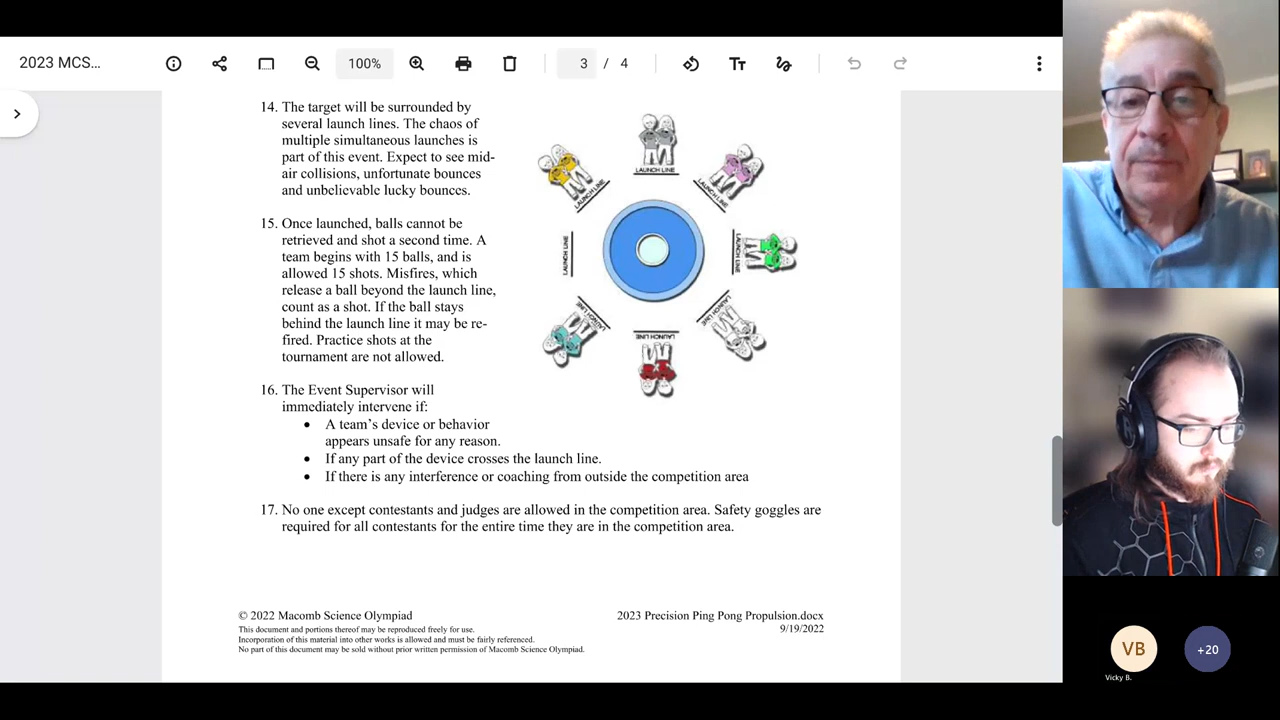 2023 MCS...
100%
3 / 4
14. The target will be surrounded by
several launch lines. The chaos of
multiple simultaneous launches is
part of this event. Expect to see mid-
air collisions, unfortunate bounces
and unbelievable lucky bounces.
LAUNCH LINE
LAUNCH LINE
LAUNCH LINE
LAUNCH LINE
LAUNCH LINE
LAUNCH LINE
LAUNCH LINE
LAUNCH LINE
15. Once launched, balls cannot be
retrieved and shot a second time. A
team begins with 15 balls, and is
allowed 15 shots. Misfires, which
release a ball beyond the launch line,
count as a shot. If the ball stays
behind the launch line it may be re-
fired. Practice shots at the
tournament are not allowed.
16. The Event Supervisor will
immediately intervene if:
• A team's device or behavior
appears unsafe for any reason.
• If any part of the device crosses the launch line.
• If there is any interference or coaching from outside the competition area
17. No one except contestants and judges are allowed in the competition area. Safety goggles are
required for all contestants for the entire time they are in the competition area.
© 2022 Macomb Science Olympiad
This document and portions thereof may be reproduced freely for use.
Incorporation of this material into other works is allowed and must be fairly referenced.
No part of this document may be sold without prior written permission of Macomb Science Olympiad.
2023 Precision Ping Pong Propulsion.docx
9/19/2022
VB
Vicky B.
+20